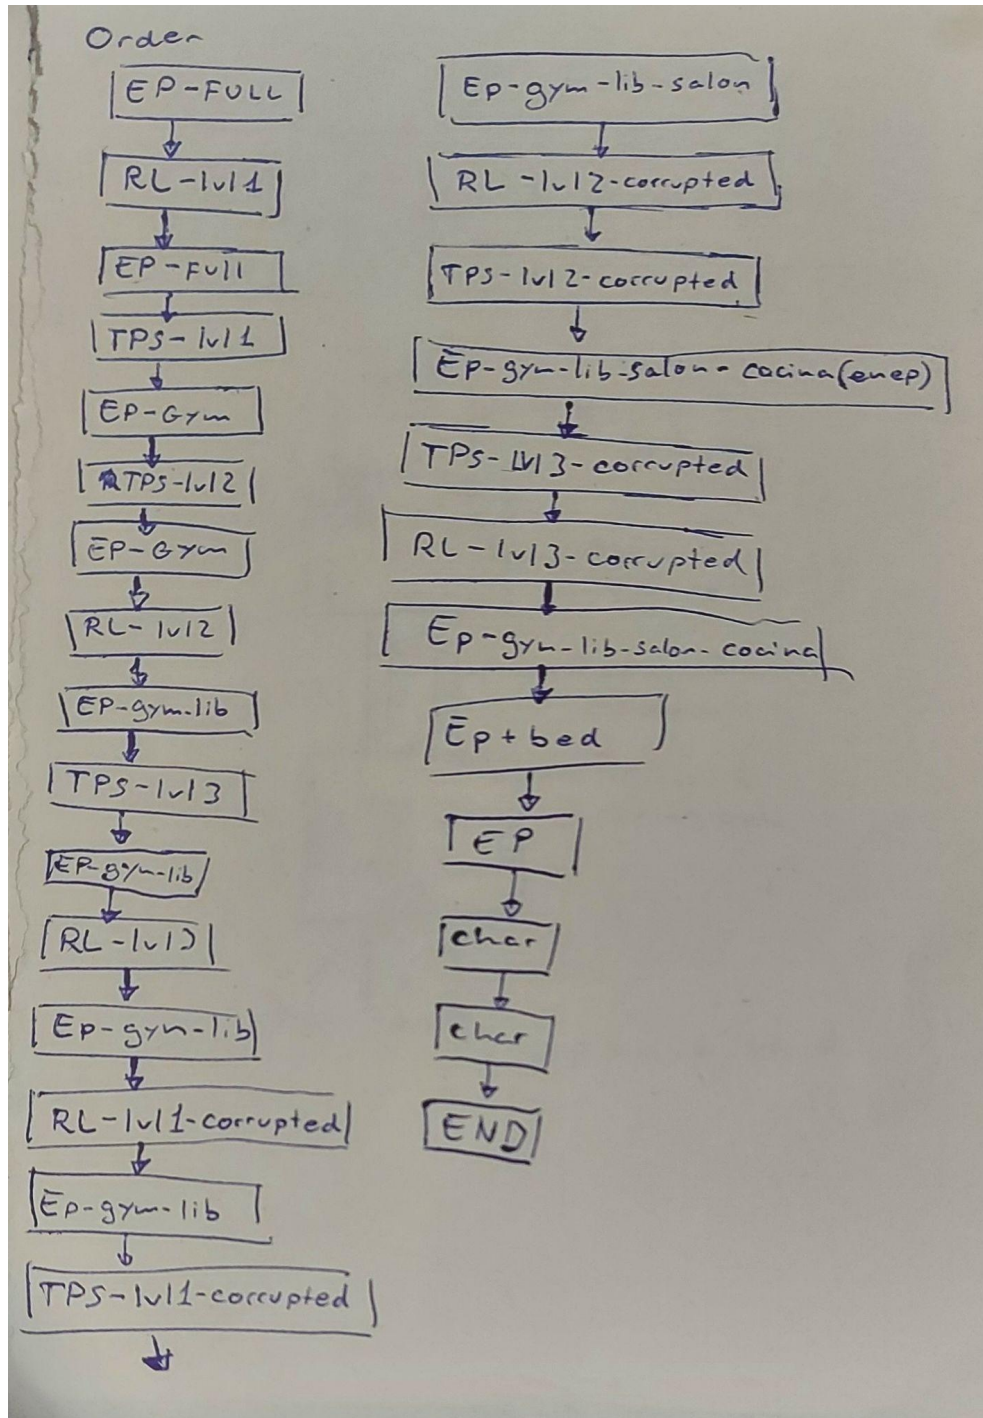 Order
EP-FULL
RL-lvl1
EP-Full
TPS-lvl1
EP-Gym
TPS-lvl2
EP-Gym
RL-lvl2
EP-gym-lib
TPS-lvl3
EP-gym-lib
RL-lvl3
Ep-gym-lib
RL-lvl1-corrupted
Ep-gym-lib
TPS-lvl1-corrupted
Ep-gym-lib-salon
RL-lvl2-corrupted
TPS-lvl2-corrupted
Ep-gym-lib-salon-cocina(enep)
TPS-lvl3-corrupted
RL-lvl3-corrupted
Ep-gym-lib-salon-cocina
Ep+bed
EP
char
char
END